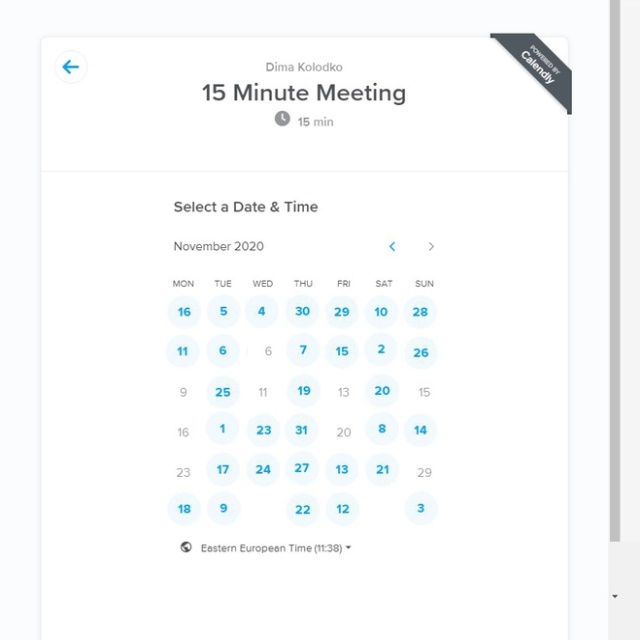 POWERED BY
Calendly
Dima Kolodko
15 Minute Meeting
15 min
Select a Date & Time
November 2020
MON TUE WED THU FRI SAT SUN
16 5 4 30 29 10 28
11 6 6 7 15 2 26
9 25 11 19 13 20 15
16 1 23 31 20 8 14
23 17 24 27 13 21 29
18 9 22 12 3
Eastern European Time (11:38)